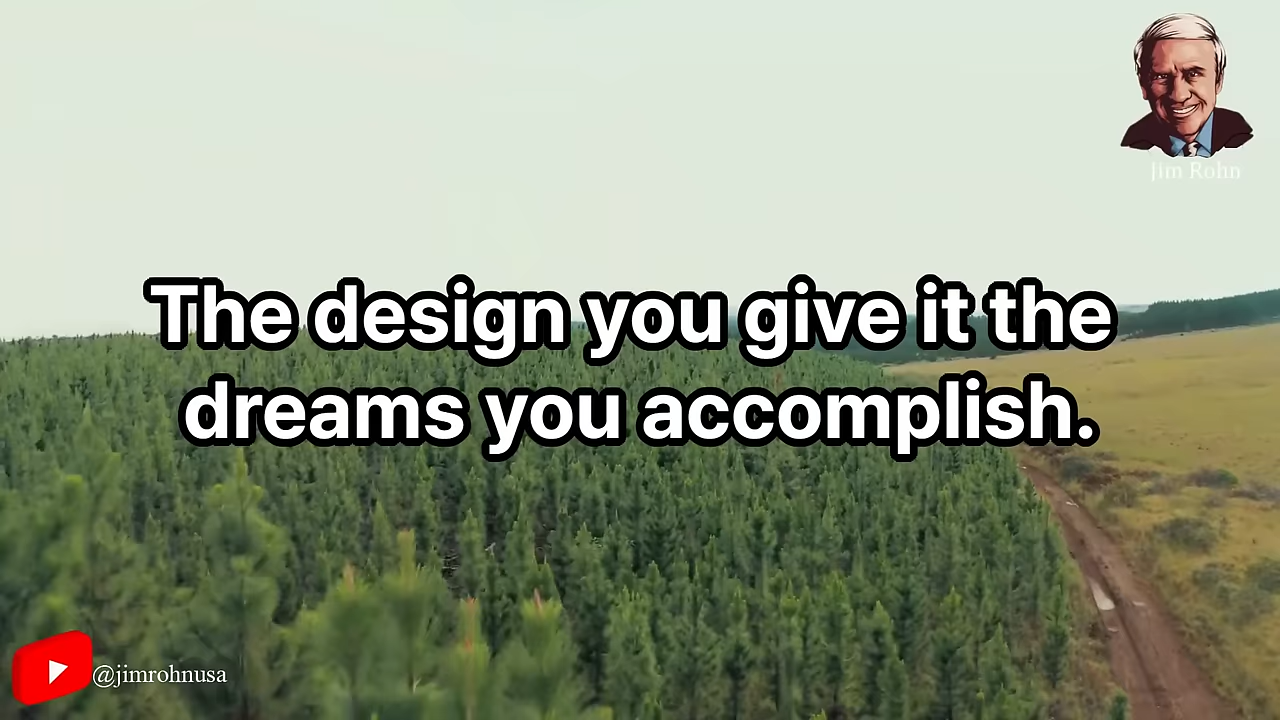 Jim Rohn
The design you give it the
dreams you accomplish.
@jimrohnusa